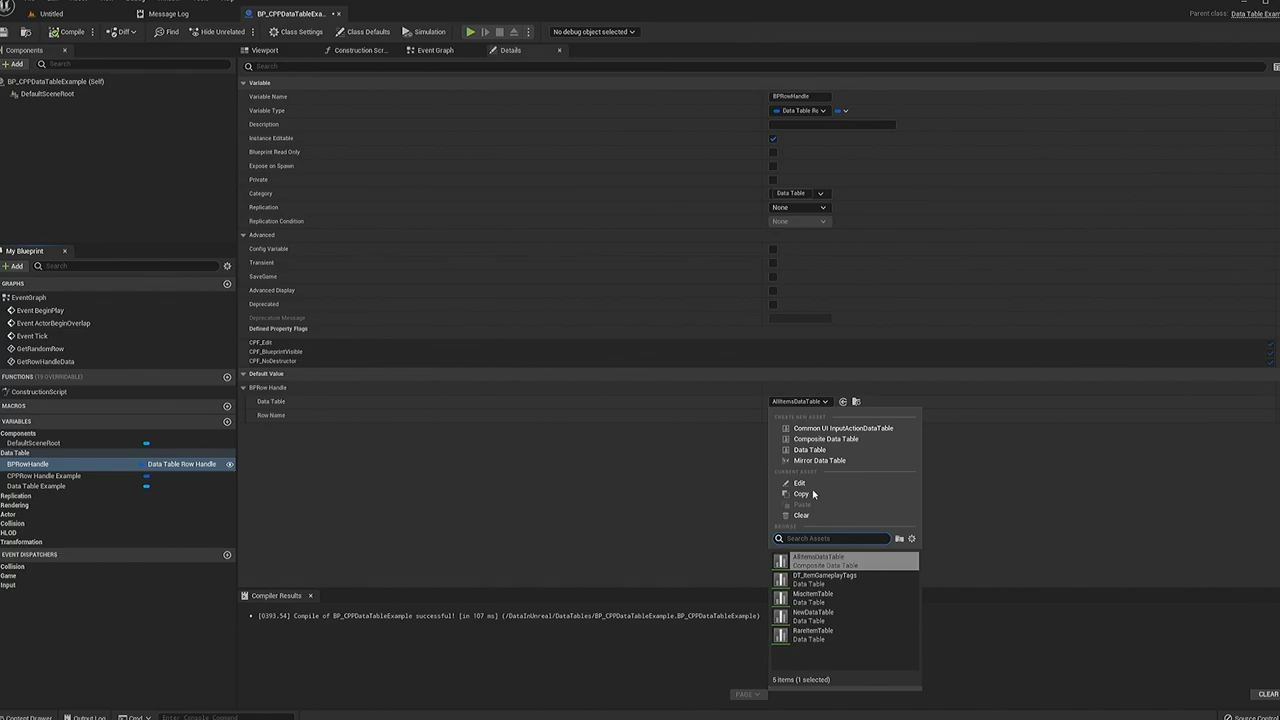 Untitled
Message Log
BP_CPPDataTableExa...
Parent class:
Data Table Exam
Compile
Diff
Find
Hide Unrelated
Class Settings
Class Defaults
Simulation
No debug object selected
Components
Viewport
Construction Scr...
Event Graph
Details
Add
Search
Search
BP_CPPDataTableExample (Self)
DefaultSceneRoot
Variable
Variable Name
BPRowHandle
Variable Type
Data Table Ro
Description
Instance Editable
Blueprint Read Only
Expose on Spawn
Private
Category
Data Table
Replication
None
Replication Condition
None
Advanced
Config Variable
Transient
SaveGame
Advanced Display
Deprecated
Deprecation Message
Defined Property Flags
CPF_Edit
CPF_BlueprintVisible
CPF_NoDestructor
Default Value
BPRow Handle
Data Table
AllItemsDataTable
Row Name
My Blueprint
Add
Search
GRAPHS
EventGraph
Event BeginPlay
Event ActorBeginOverlap
Event Tick
GetRandomRow
GetRowHandleData
FUNCTIONS (19 OVERRIDABLE)
ConstructionScript
MACROS
VARIABLES
Components
DefaultSceneRoot
Data Table
BPRowHandle
Data Table Row Handle
CPPRow Handle Example
Data Table Example
Replication
Rendering
Actor
Collision
HLOD
Transformation
EVENT DISPATCHERS
Collision
Game
Input
CREATE NEW ASSET
Common UI InputActionDataTable
Composite Data Table
Data Table
Mirror Data Table
CURRENT ASSET
Edit
Copy
Paste
Clear
BROWSE
Search Assets
AllItemsDataTable
Composite Data Table
DT_ItemGameplayTags
Data Table
MiscItemTable
Data Table
NewDataTable
Data Table
RareItemTable
Data Table
5 items (1 selected)
Compiler Results
[0393.54] Compile of BP_CPPDataTableExample successful! [in 107 ms] (/DataInUnreal/DataTables/BP_CPPDataTableExample.BP_CPPDataTableExample)
PAGE
CLEAR
Content Drawer
Output Log
Cmd
Enter Console Command
Source Control